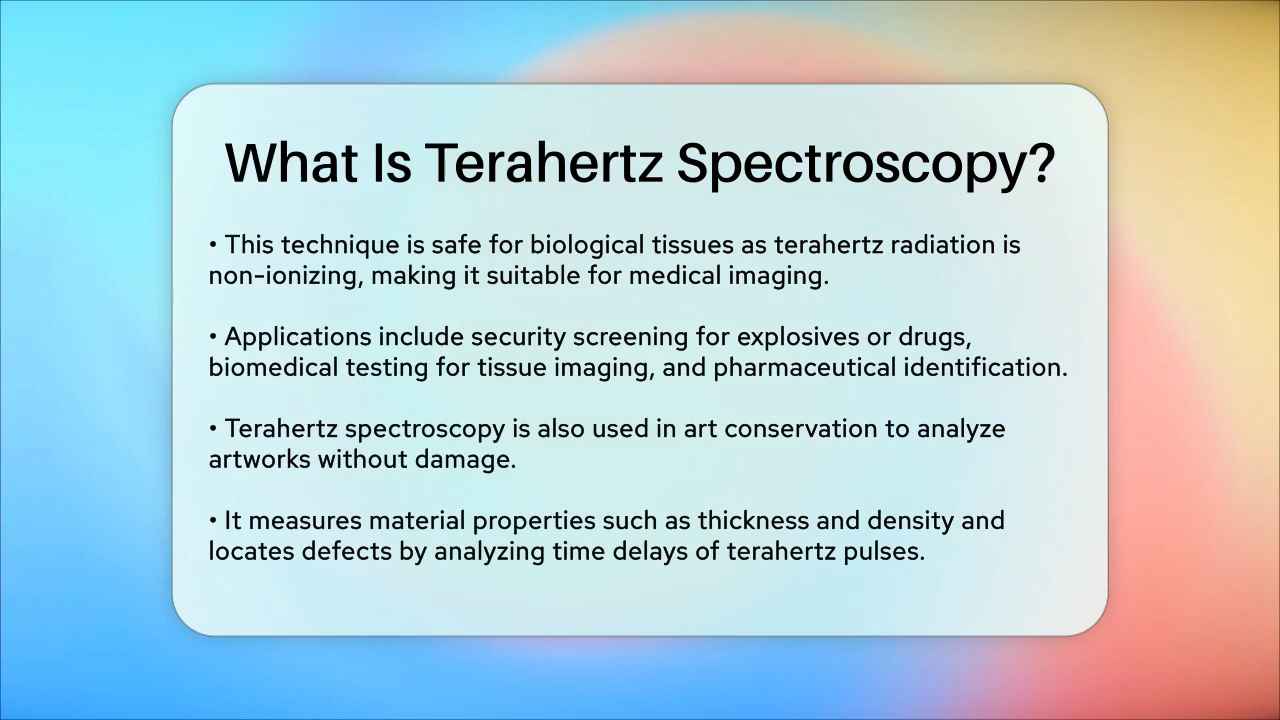 What Is Terahertz Spectroscopy?
• This technique is safe for biological tissues as terahertz radiation is
non-ionizing, making it suitable for medical imaging.
• Applications include security screening for explosives or drugs,
biomedical testing for tissue imaging, and pharmaceutical identification.
• Terahertz spectroscopy is also used in art conservation to analyze
artworks without damage.
• It measures material properties such as thickness and density and
locates defects by analyzing time delays of terahertz pulses.